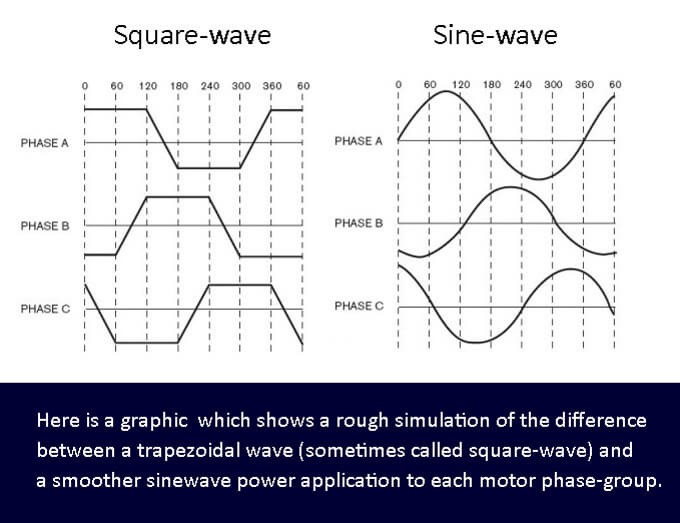 Square-wave
Sine-wave
0 60 120 180 240 300 360 60
0 60 120 180 240 300 360 60
PHASE A
PHASE A
PHASE B
PHASE B
PHASE C
PHASE C
Here is a graphic which shows a rough simulation of the difference
between a trapezoidal wave (sometimes called square-wave) and
a smoother sinewave power application to each motor phase-group.